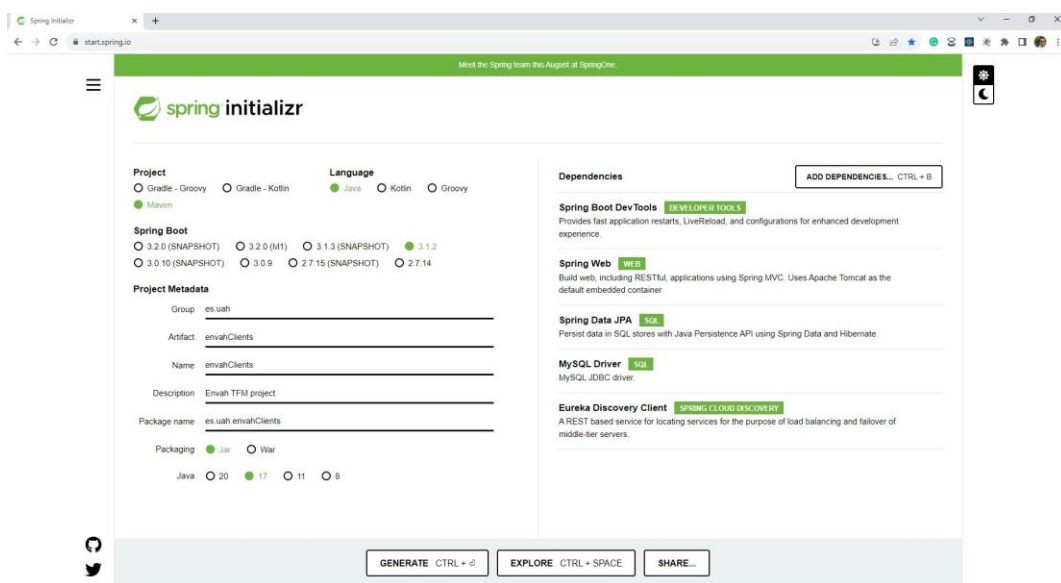 Spring Initializr
start.spring.io
Meet the Spring team this August at SpringOne.
spring initializr
Project
Gradle - Groovy Gradle - Kotlin
Maven
Language
Java Kotlin Groovy
Spring Boot
3.2.0 (SNAPSHOT) 3.2.0 (M1) 3.1.3 (SNAPSHOT) 3.1.2
3.0.10 (SNAPSHOT) 3.0.9 2.7.15 (SNAPSHOT) 2.7.14
Project Metadata
Group es.uah
Artifact envahClients
Name envahClients
Description Envah TFM project
Package name es.uah.envahClients
Packaging Jar War
Java 20 17 11 8
Dependencies
ADD DEPENDENCIES... CTRL + B
Spring Boot DevTools DEVELOPER TOOLS
Provides fast application restarts, LiveReload, and configurations for enhanced development
experience.
Spring Web WEB
Build web, including RESTful, applications using Spring MVC. Uses Apache Tomcat as the
default embedded container.
Spring Data JPA SQL
Persist data in SQL stores with Java Persistence API using Spring Data and Hibernate.
MySQL Driver SQL
MySQL JDBC driver.
Eureka Discovery Client SPRING CLOUD DISCOVERY
A REST based service for locating services for the purpose of load balancing and failover of
middle-tier servers.
GENERATE CTRL + ⏎
EXPLORE CTRL + SPACE
SHARE...